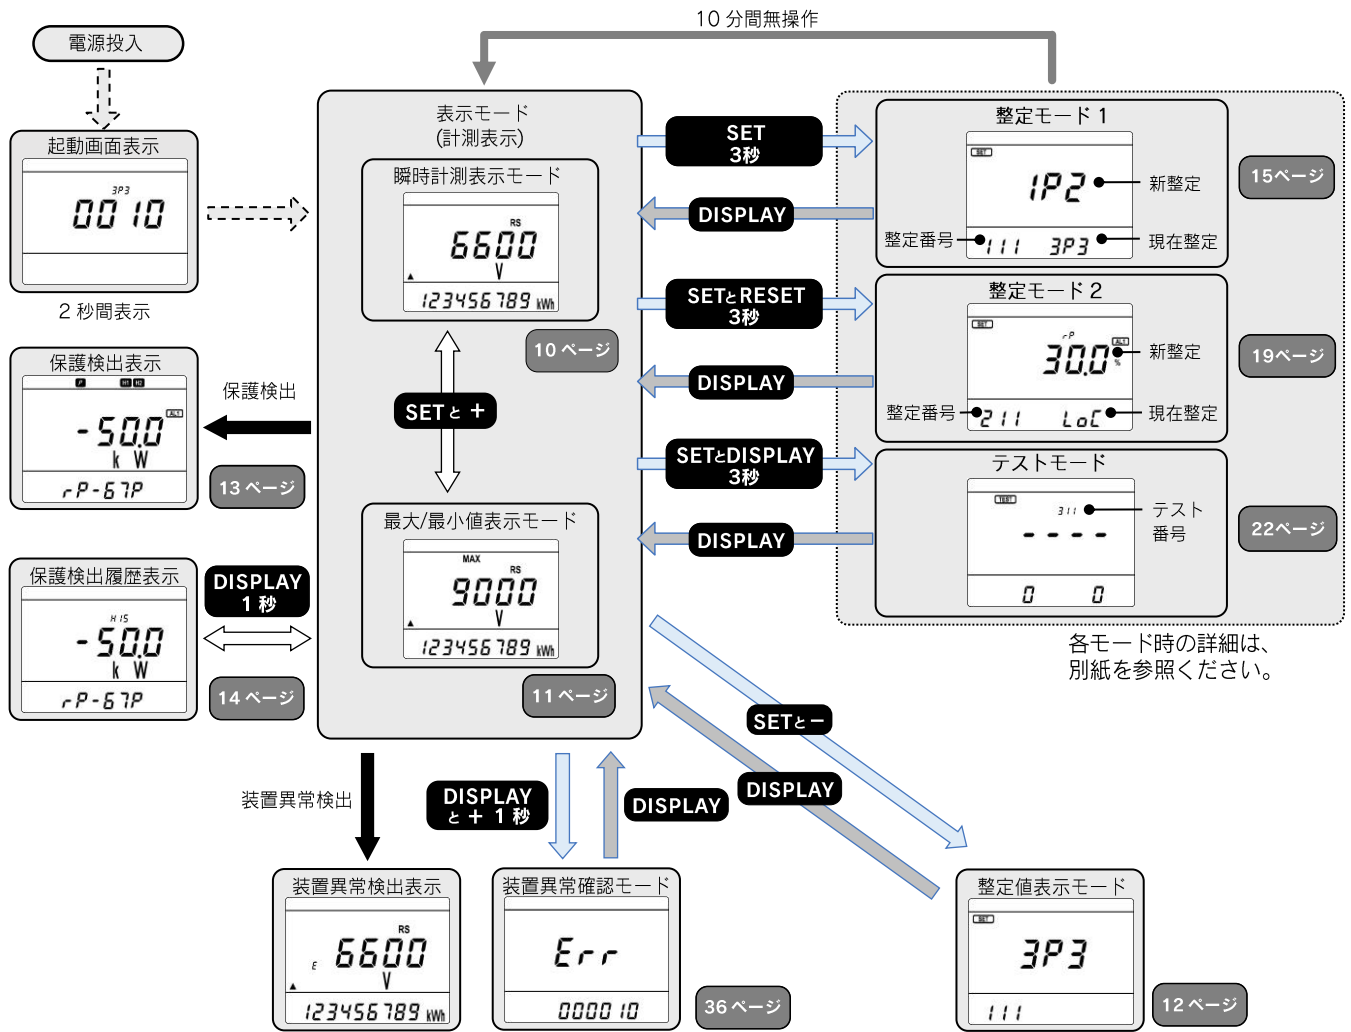 10 分間無操作
電源投入
起動画面表示
3P3
0010
2 秒間表示
保護検出表示
P H1 H2
AL1
-50.0
k W
rP-67P
保護検出
13 ページ
保護検出履歴表示
HIS
-50.0
k W
rP-67P
DISPLAY
1 秒
14 ページ
表示モード
(計測表示)
瞬時計測表示モード
RS
6600
V
123456789 kWh
10 ページ
SETと +
最大/最小値表示モード
MAX
RS
9000
V
123456789 kWh
11 ページ
SET
3秒
DISPLAY
SETとRESET
3秒
DISPLAY
SETとDISPLAY
3秒
DISPLAY
整定モード 1
SET
1P2
新整定
整定番号
111 3P3
現在整定
15ページ
整定モード 2
SET
rP
AL1
30.0
%
新整定
整定番号
211 LoC
現在整定
19ページ
テストモード
TEST
311
テスト
番号
- - - -
0 0
22ページ
各モード時の詳細は、
別紙を参照ください。
SETと−
DISPLAY
装置異常検出
DISPLAY
と + 1 秒
DISPLAY
装置異常検出表示
RS
E 6600
V
123456789 kWh
装置異常確認モード
Err
000010
36 ページ
整定値表示モード
SET
3P3
111
12 ページ